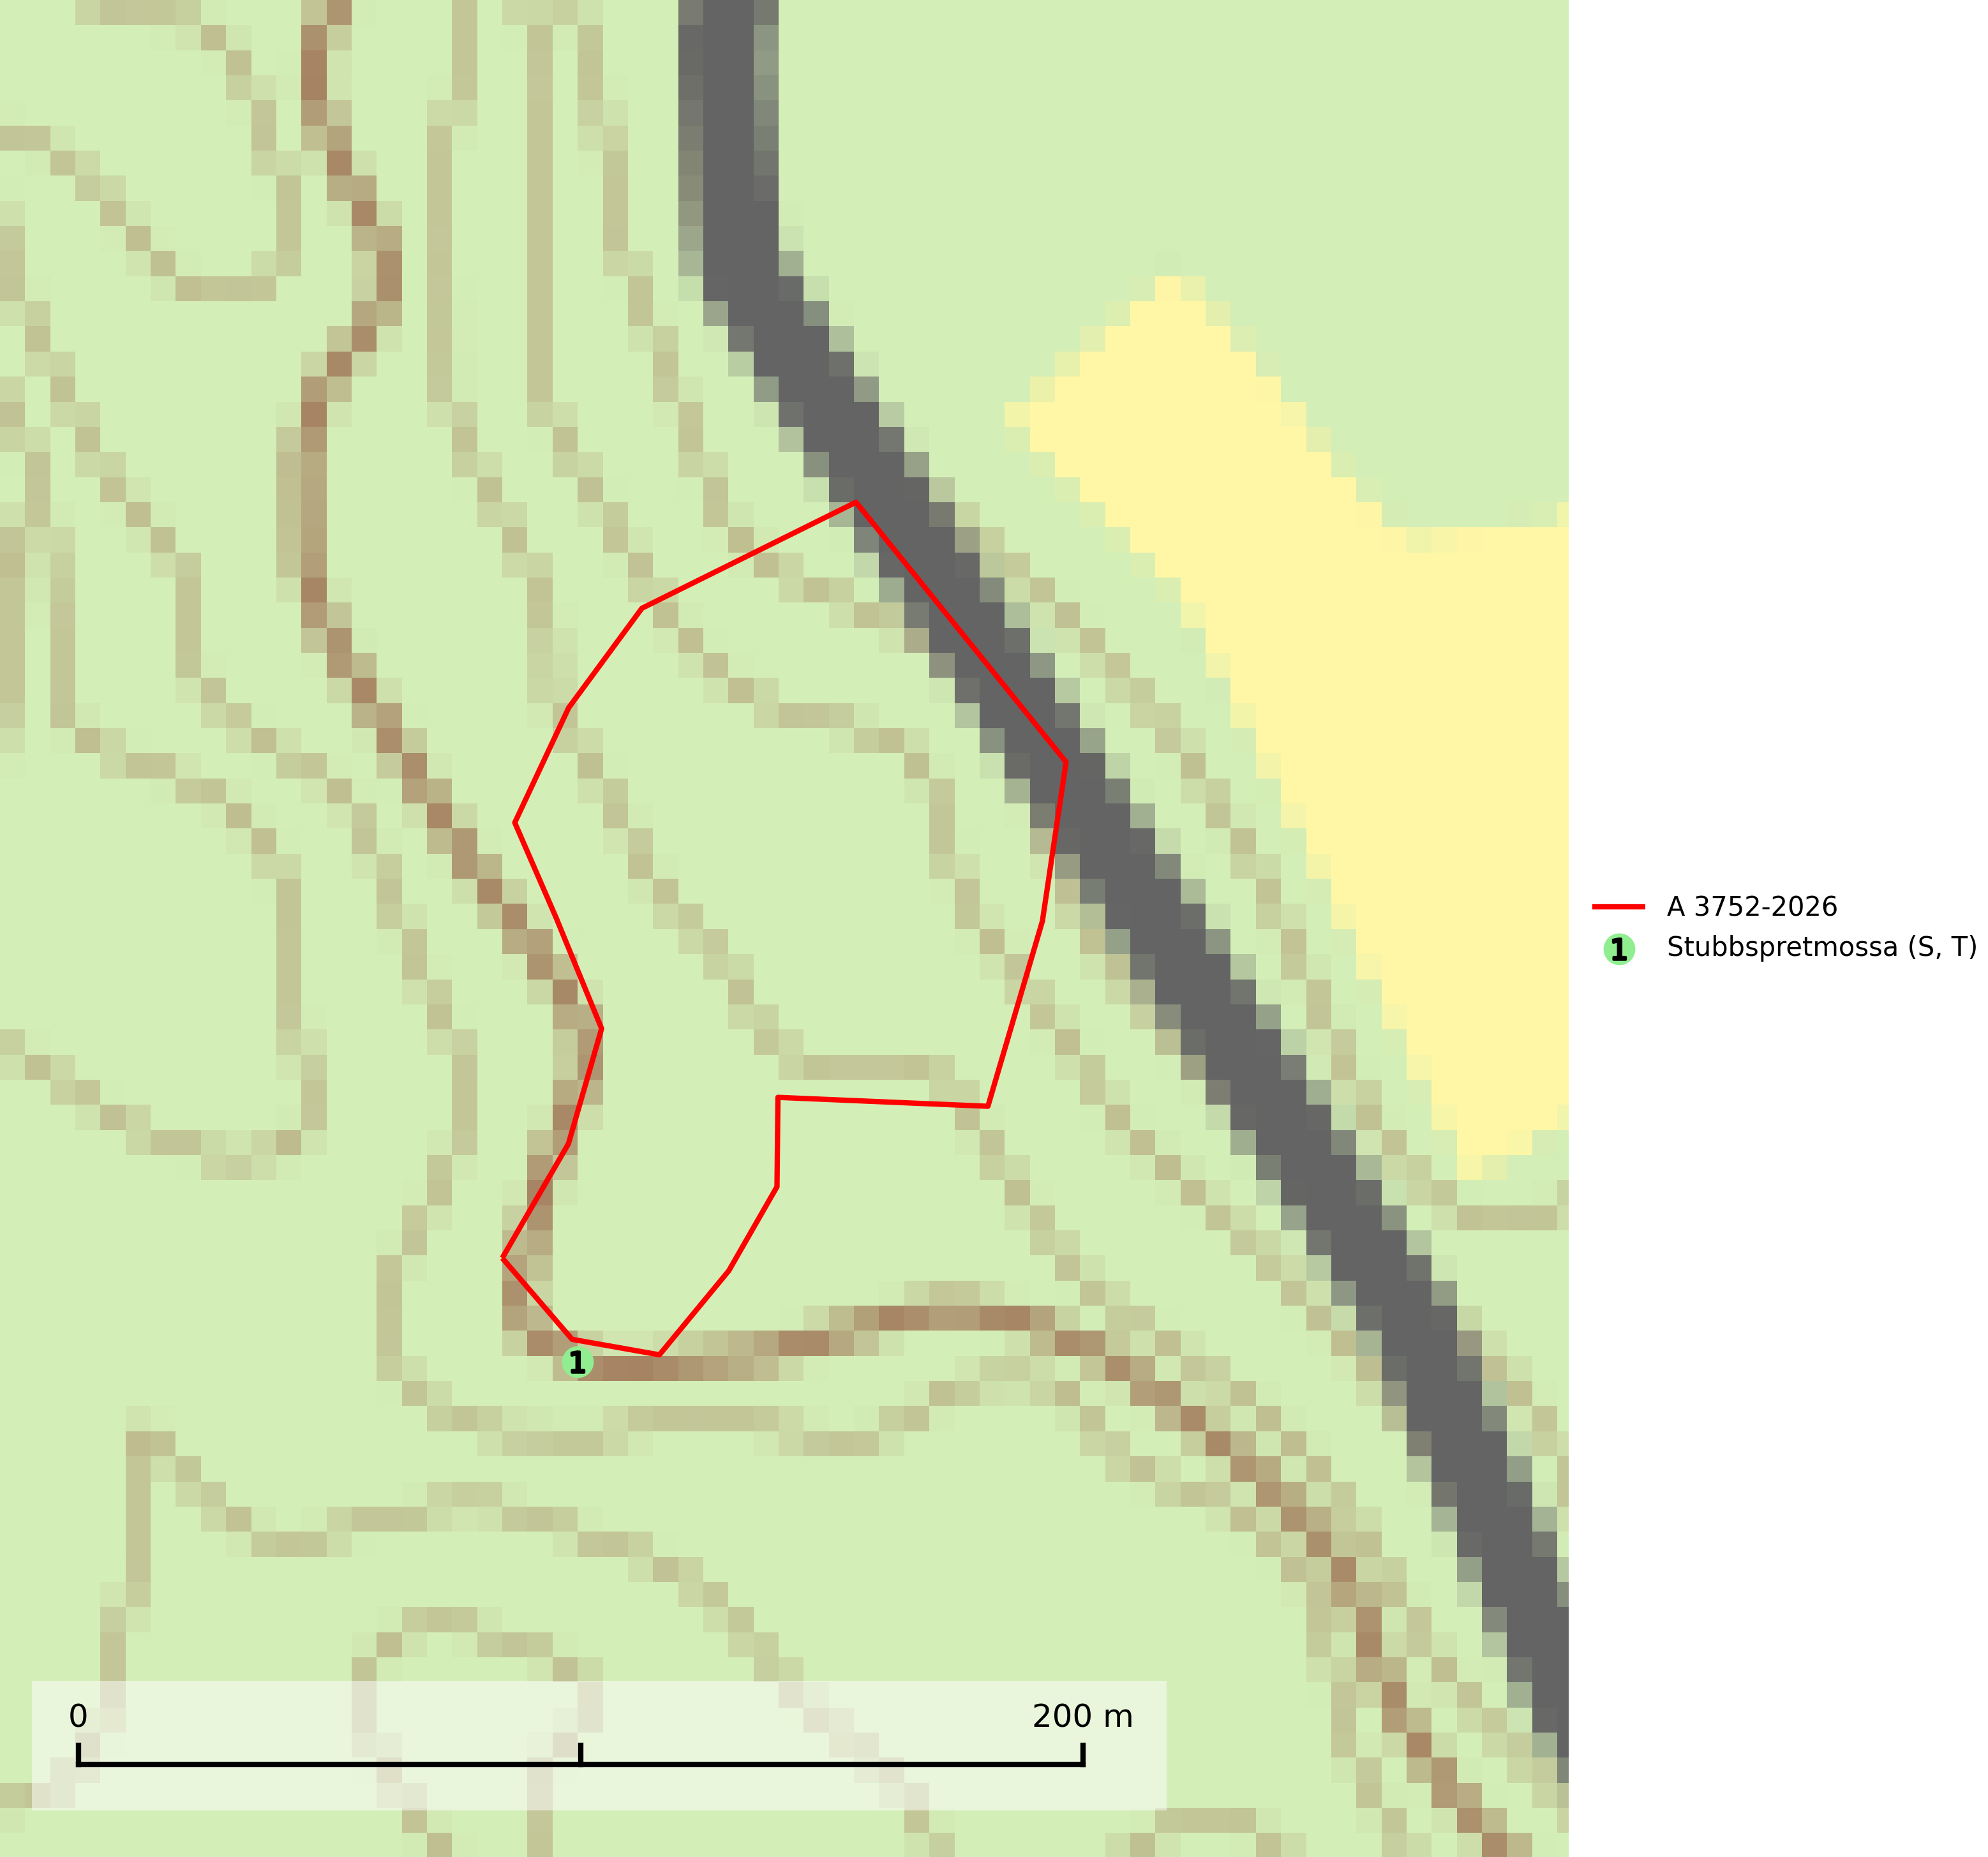 A 3752-2026
1 Stubbspretmossa (S, T)
1
0 200 m